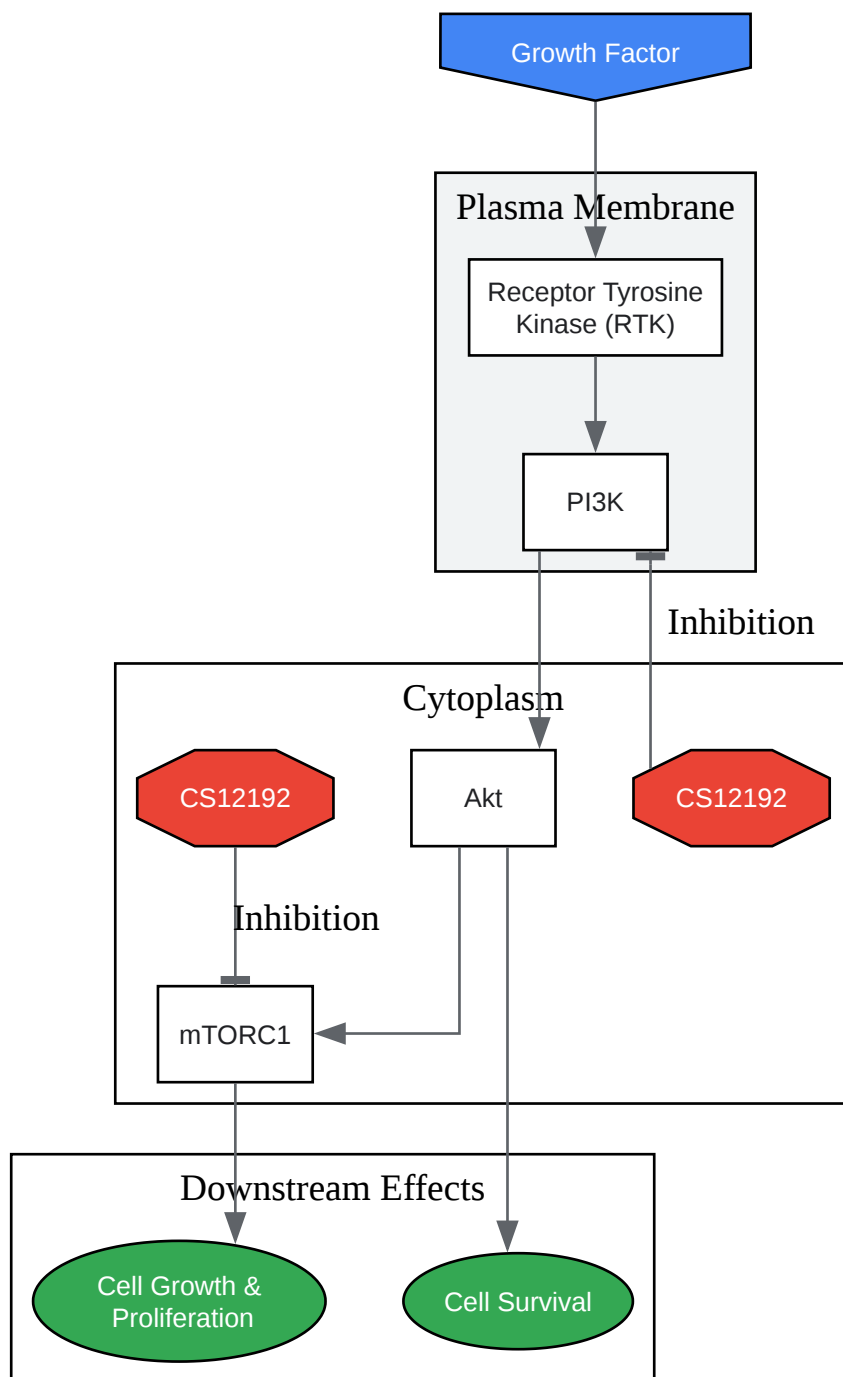 Growth Factor
Plasma Membrane
Receptor Tyrosine
Kinase (RTK)
PI3K
Inhibition
Cytoplasm
CS12192
Akt
CS12192
Inhibition
mTORC1
Downstream Effects
Cell Growth &
Proliferation
Cell Survival